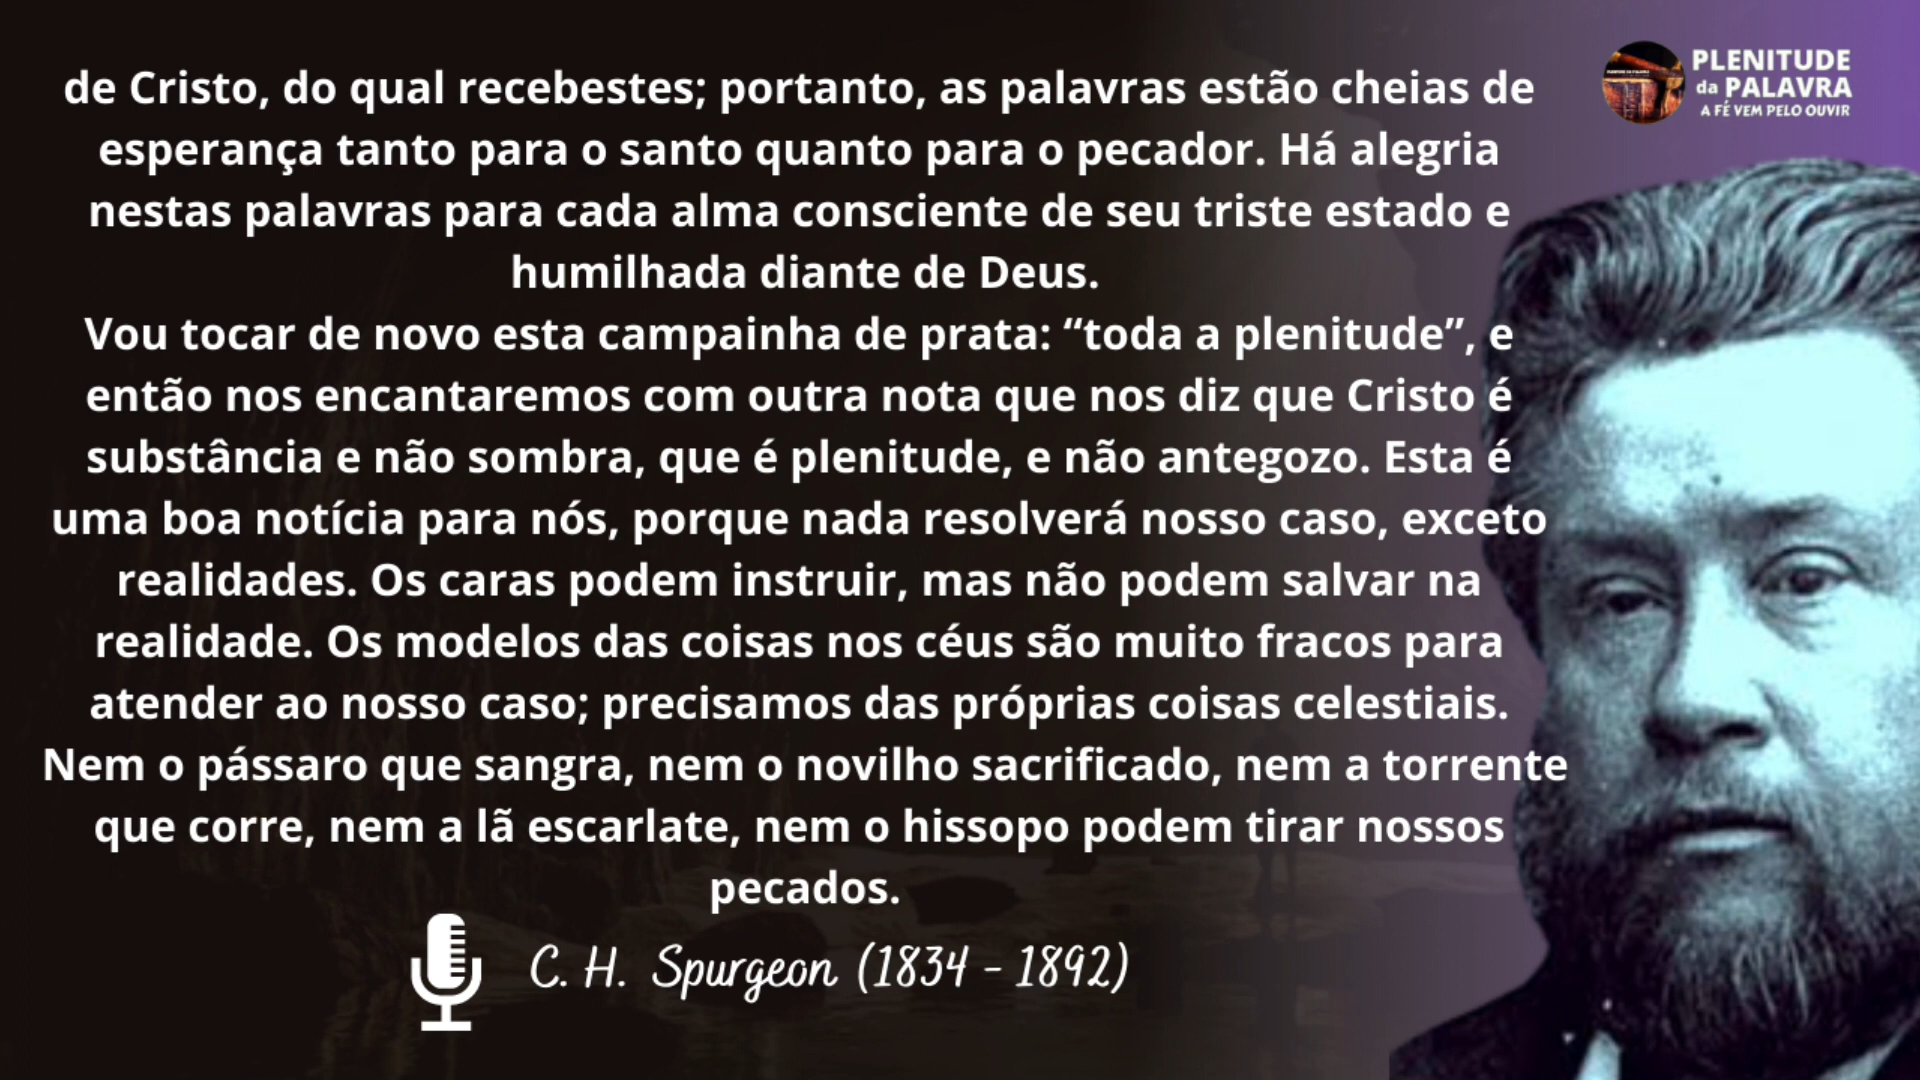 de Cristo, do qual recebestes; portanto, as palavras estão cheias de
esperança tanto para o santo quanto para o pecador. Há alegria
nestas palavras para cada alma consciente de seu triste estado e
humilhada diante de Deus.
Vou tocar de novo esta campainha de prata: “toda a plenitude”, e
então nos encantaremos com outra nota que nos diz que Cristo é
substância e não sombra, que é plenitude, e não antegozo. Esta é
uma boa notícia para nós, porque nada resolverá nosso caso, exceto
realidades. Os caras podem instruir, mas não podem salvar na
realidade. Os modelos das coisas nos céus são muito fracos para
atender ao nosso caso; precisamos das próprias coisas celestiais.
Nem o pássaro que sangra, nem o novilho sacrificado, nem a torrente
que corre, nem a lã escarlate, nem o hissopo podem tirar nossos
pecados.
C. H. Spurgeon (1834 - 1892)
PLENITUDE
da PALAVRA
A FÉ VEM PELO OUVIR